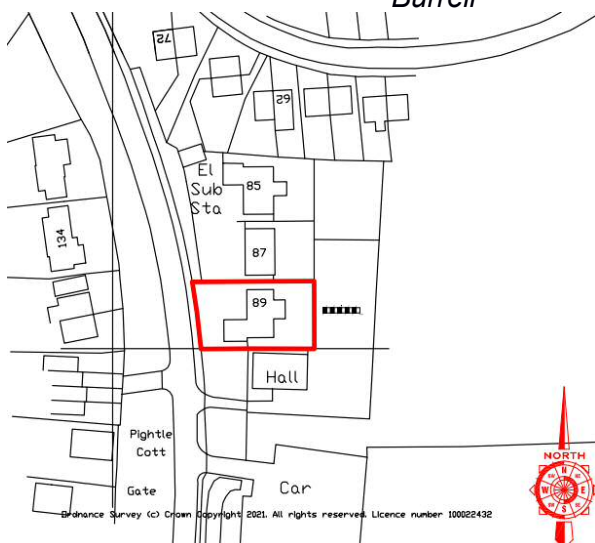 Burrell
72
62
El
Sub
Sta
85
134
87
89
Hall
Pightle
Cott
Gate
Car
NORTH
N
W E
S
Ordnance Survey (c) Crown Copyright 2021. All rights reserved. Licence number 100022432